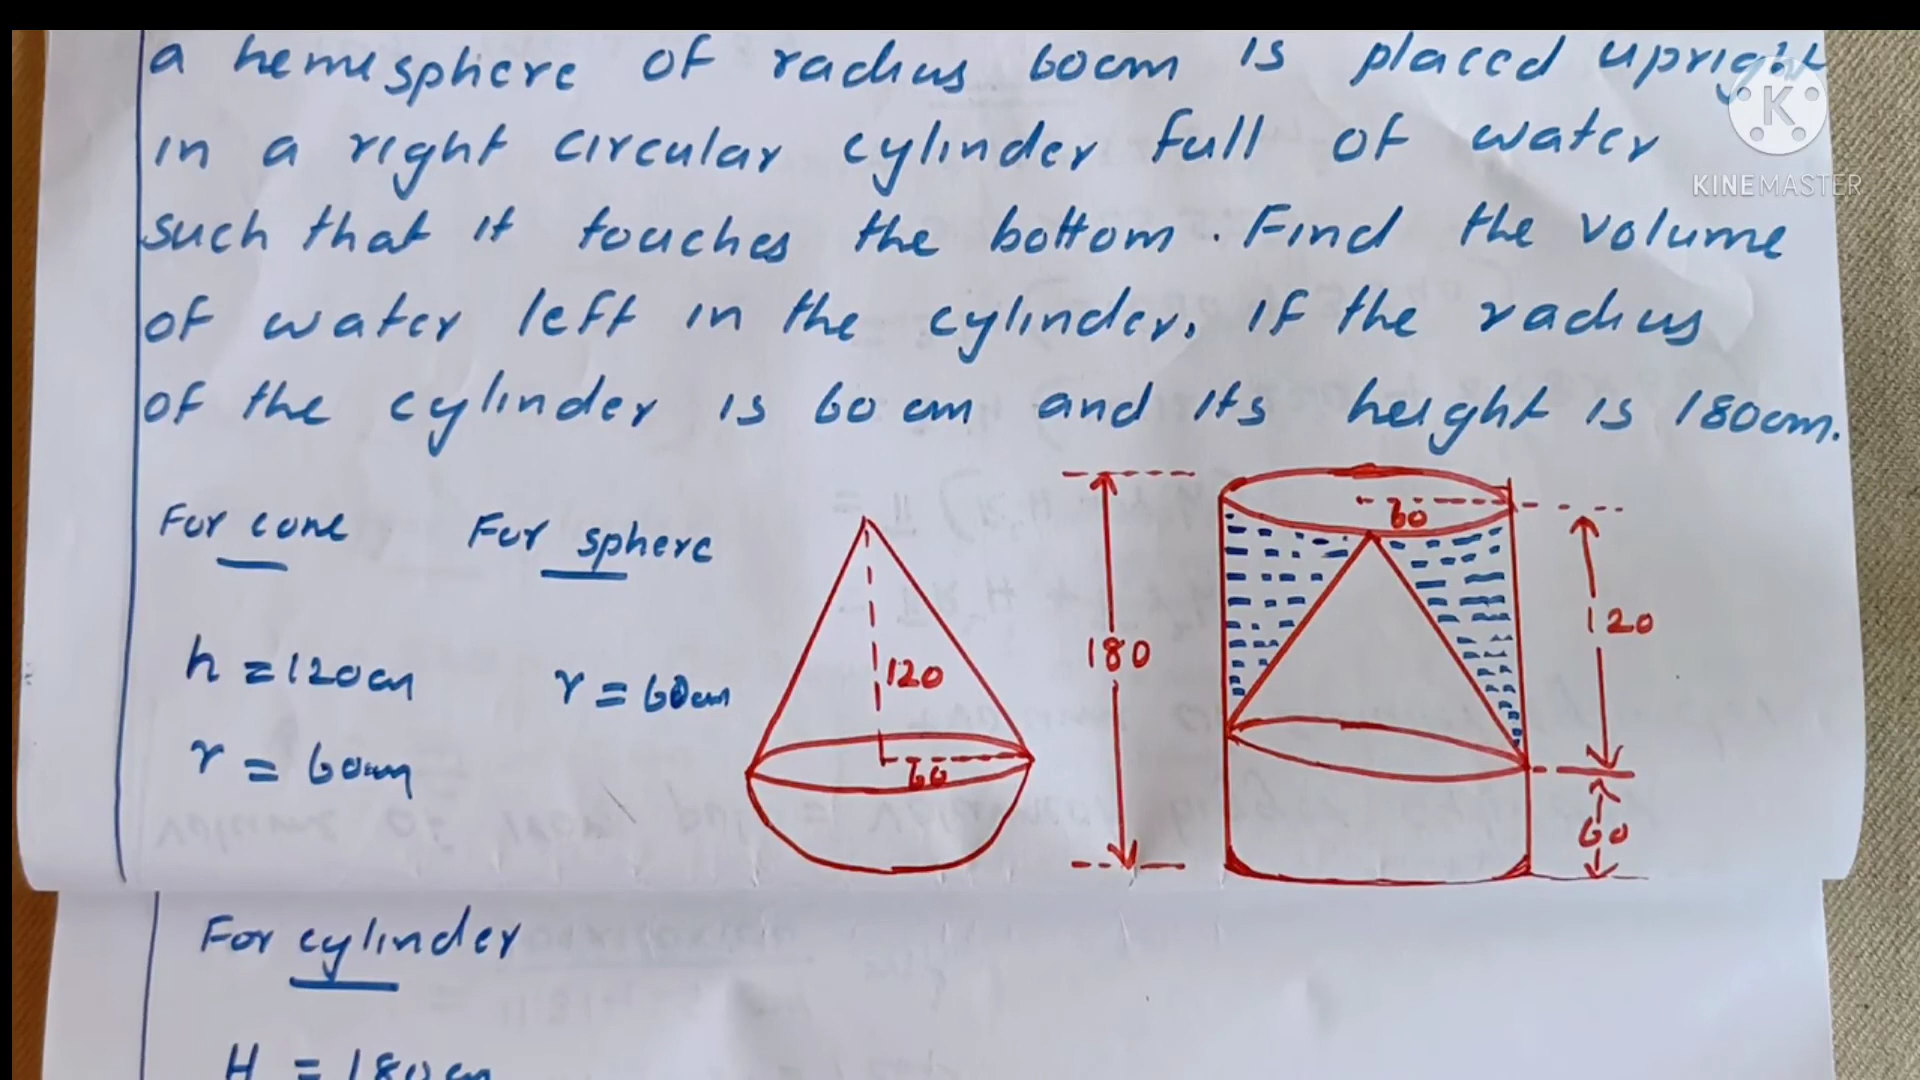 a hemisphere of radius 60cm is placed upright
in a right circular cylinder full of water
such that it touches the bottom. Find the volume
of water left in the cylinder, if the radius
of the cylinder is 60 cm and its height is 180cm.
KINEMASTER
For cone
For sphere
h = 120cm
r = 60cm
r = 60cm
120
60
180
60
120
60
For cylinder
H = 180cm